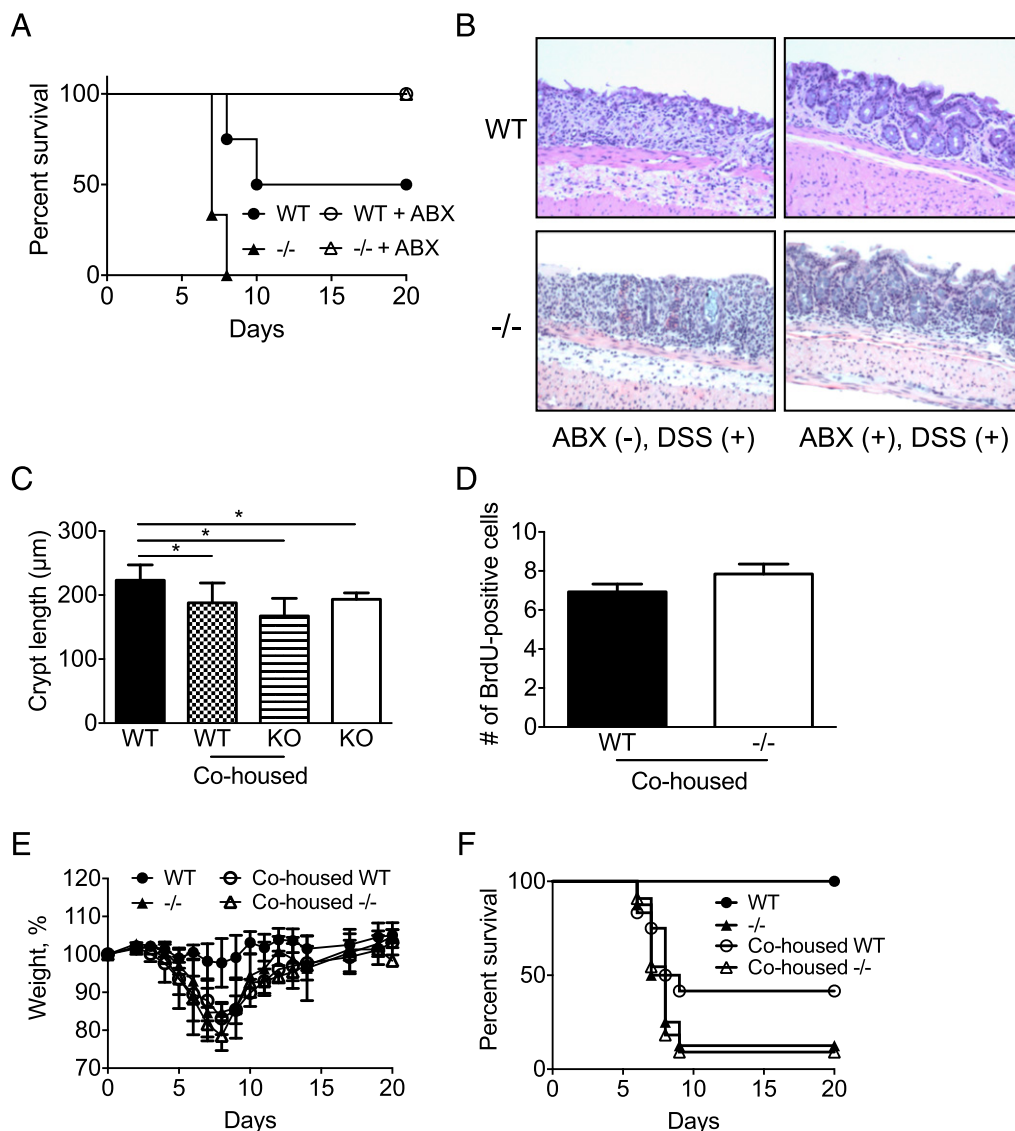 A
Percent survival
100
50
0
0 5 10 15 20
Days
WT WT + ABX
-/- -/- + ABX
B
WT
-/-
ABX (-), DSS (+) ABX (+), DSS (+)
C
Crypt length (µm)
300
200
100
0
* * *
WT WT KO KO
Co-housed
D
# of BrdU-positive cells
10
8
6
4
2
0
WT -/-
Co-housed
E
Weight, %
120
110
100
90
80
70
0 5 10 15 20
Days
WT Co-housed WT
-/- Co-housed -/-
F
Percent survival
100
50
0
0 5 10 15 20
Days
WT
-/-
Co-housed WT
Co-housed -/-